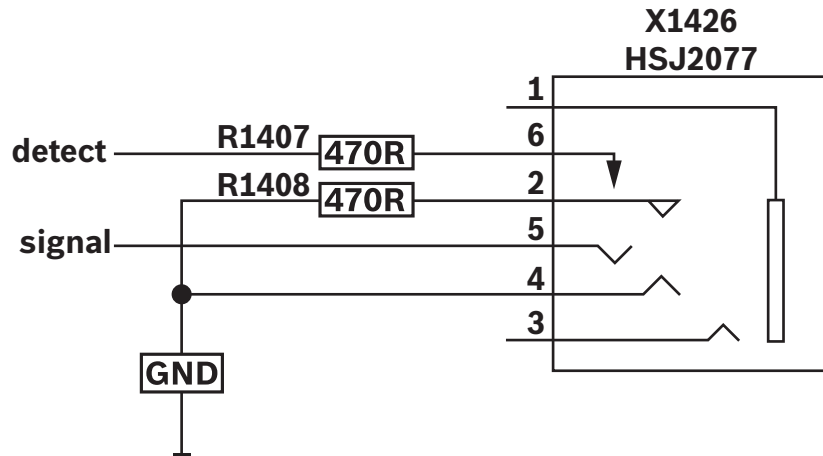 X1426
HSJ2077
1
detect R1407 470R 6
R1408 470R 2
signal 5
4
3
GND